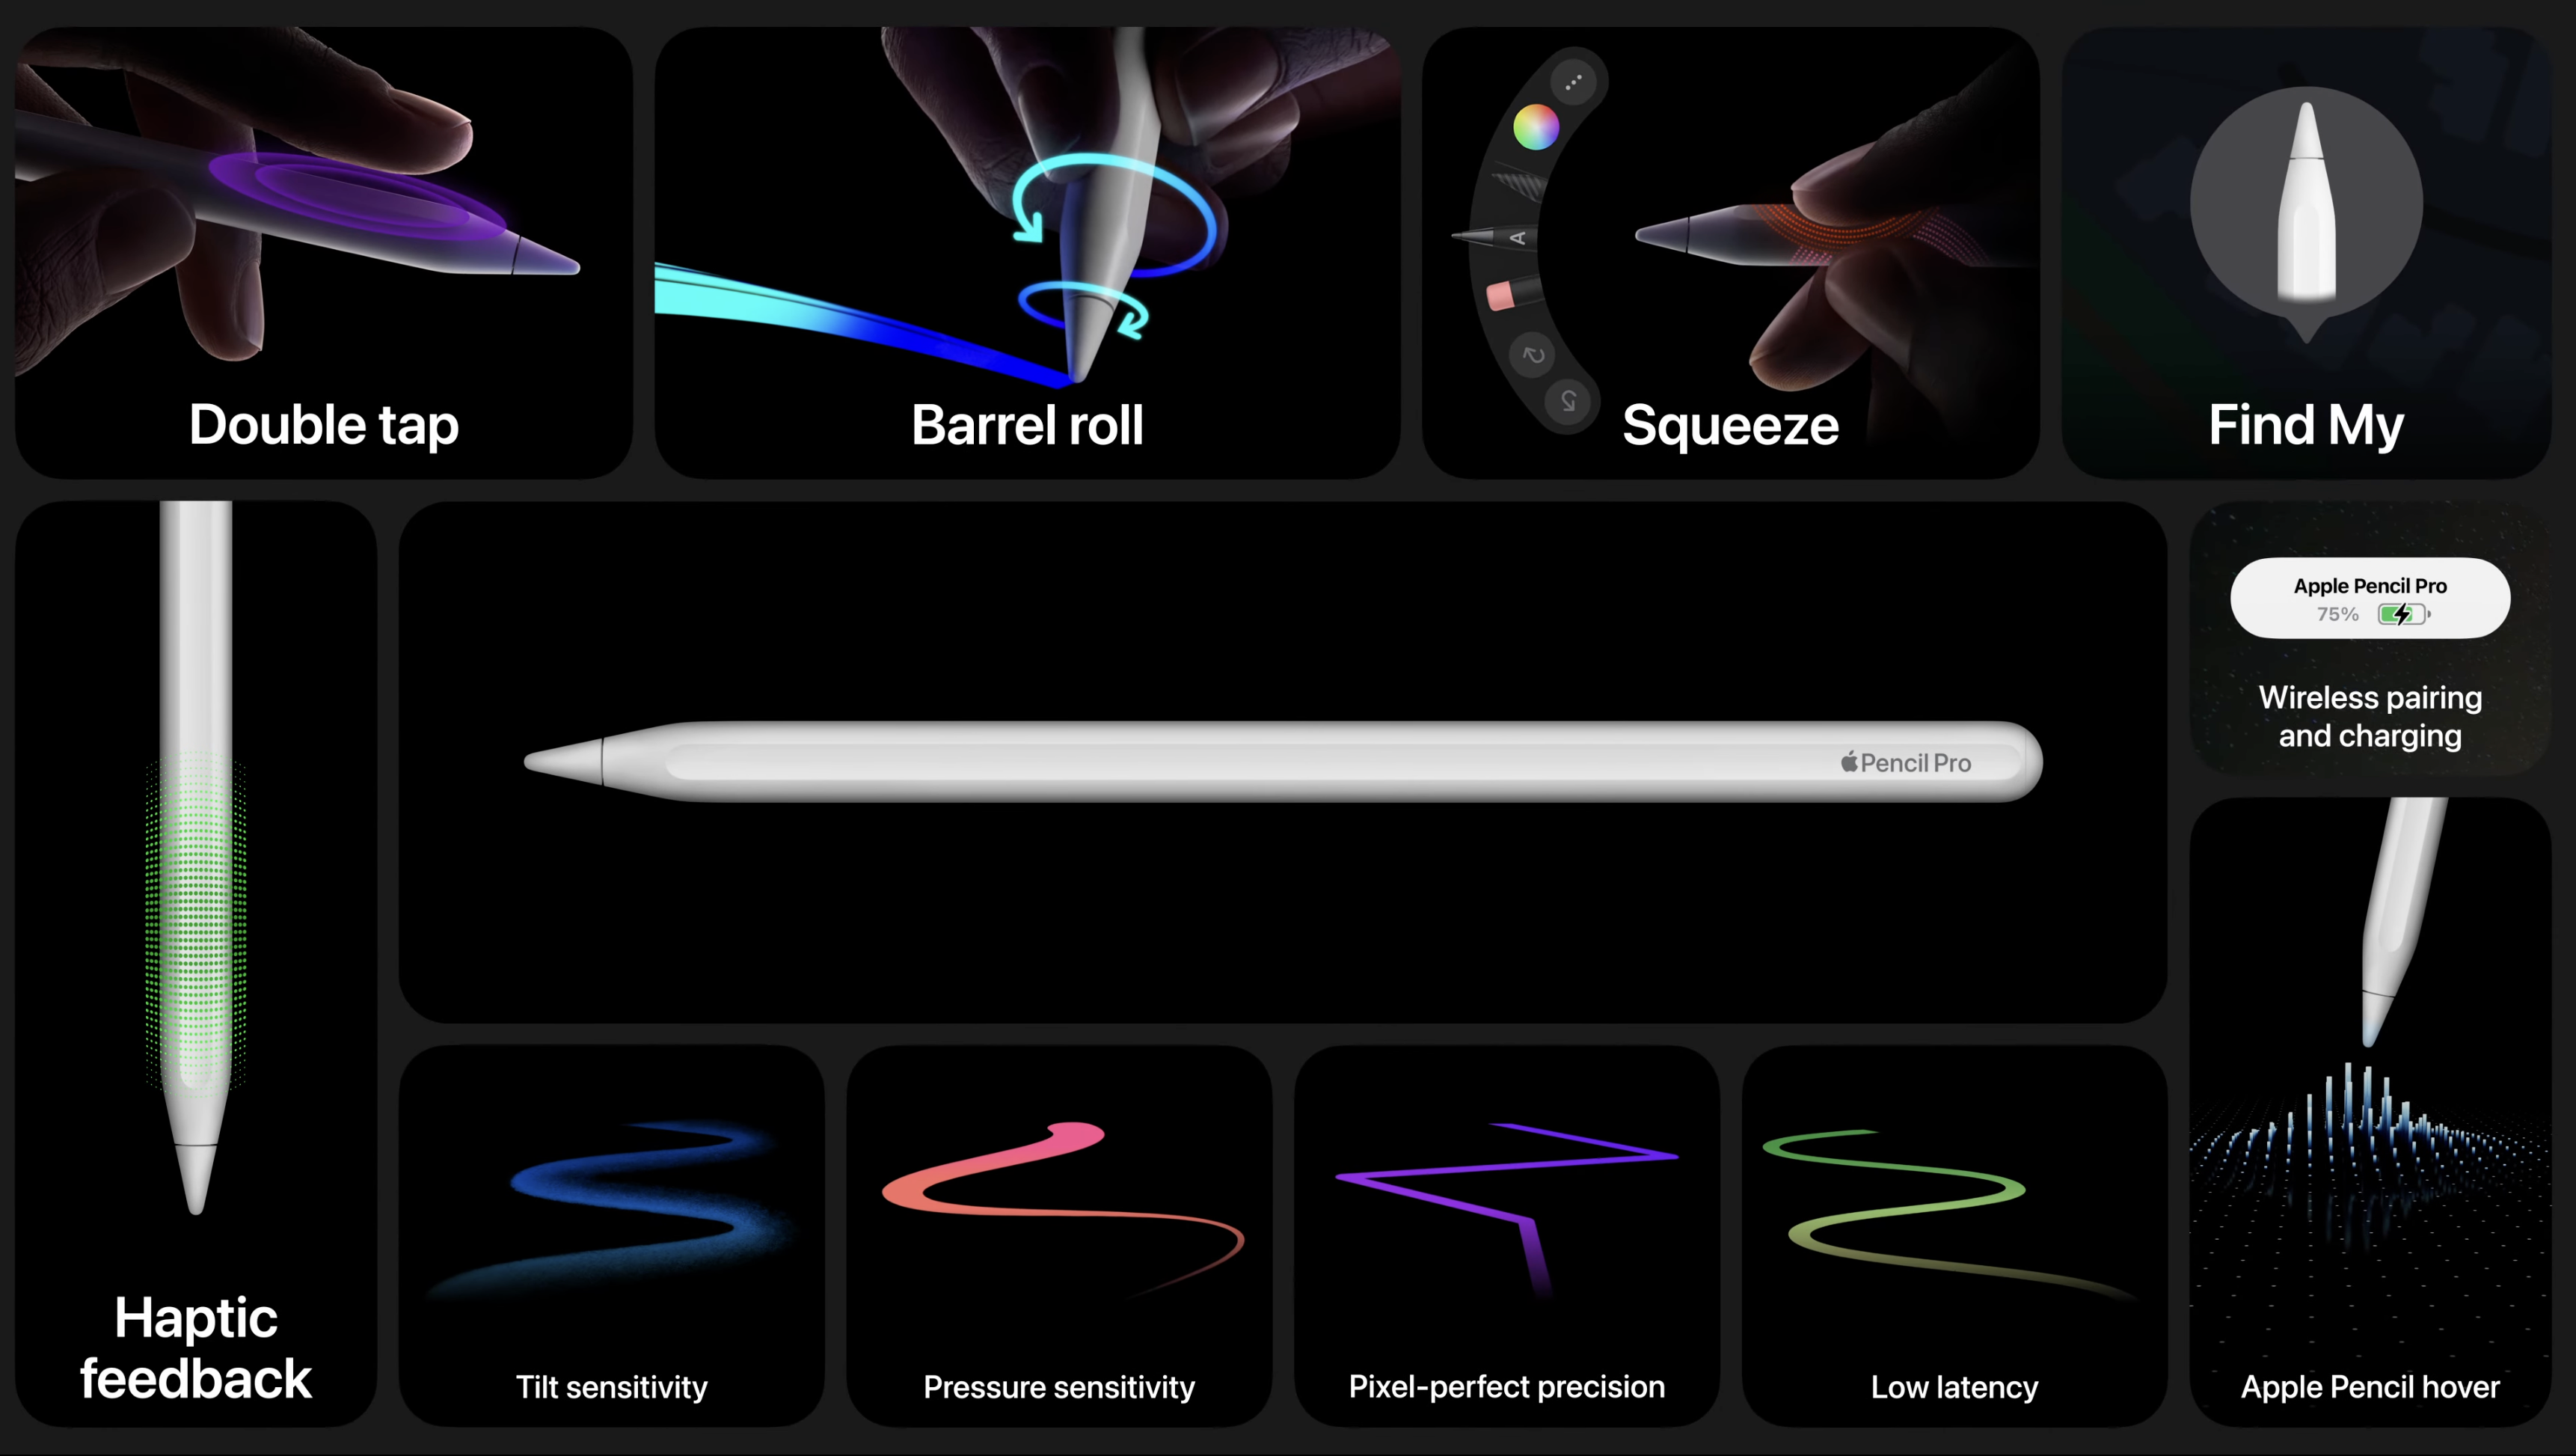 Double tap
Barrel roll
A
Squeeze
Find My
Haptic
feedback
Pencil Pro
Apple Pencil Pro
75%
Wireless pairing
and charging
Tilt sensitivity
Pressure sensitivity
Pixel-perfect precision
Low latency
Apple Pencil hover